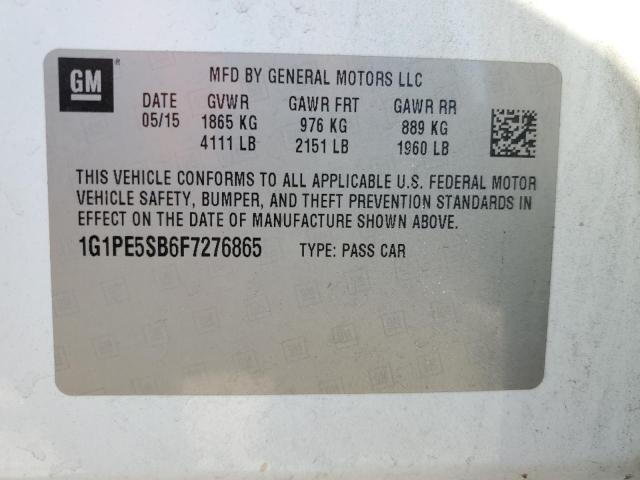 GM ®
MFD BY GENERAL MOTORS LLC
DATE GVWR GAWR FRT GAWR RR
05/15 1865 KG 976 KG 889 KG
4111 LB 2151 LB 1960 LB
THIS VEHICLE CONFORMS TO ALL APPLICABLE U.S. FEDERAL MOTOR
VEHICLE SAFETY, BUMPER, AND THEFT PREVENTION STANDARDS IN
EFFECT ON THE DATE OF MANUFACTURE SHOWN ABOVE.
1G1PE5SB6F7276865 TYPE: PASS CAR